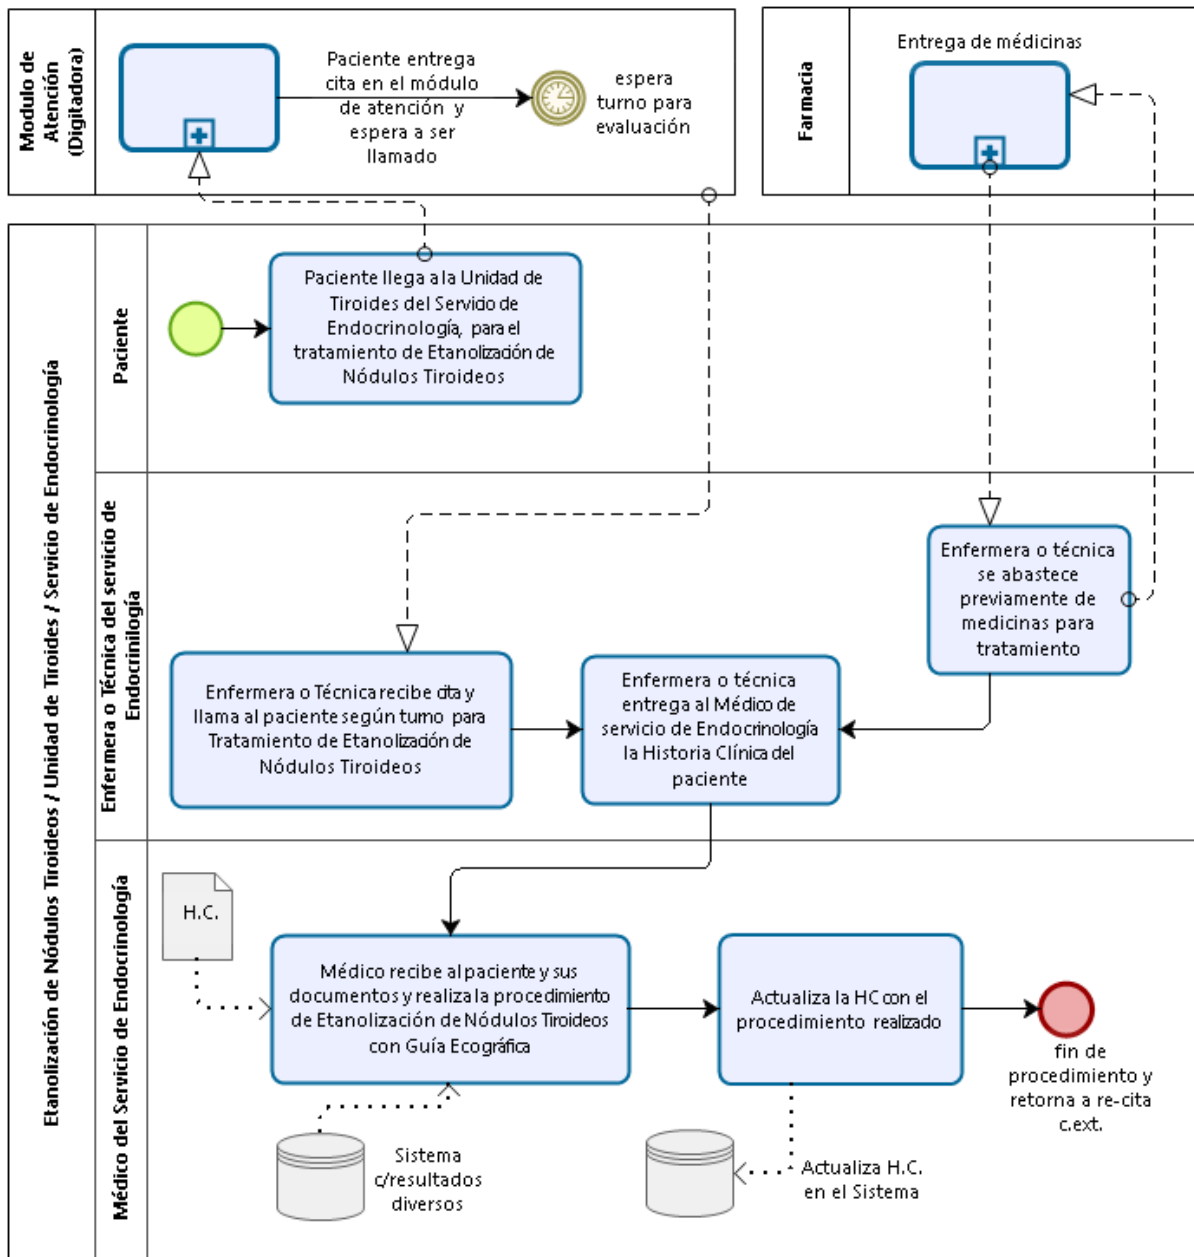 Modulo de
Atención
(Digitadora)
Paciente entrega
cita en el módulo
de atención y
espera a ser
llamado
espera
turno para
evaluación
Farmacia
Entrega de médicinas
Etanolización de Nódulos Tiroideos / Unidad de Tiroides / Servicio de Endocrinología
Paciente
Paciente llega a la Unidad de
Tiroides del Servicio de
Endocrinología, para el
tratamiento de Etanolización de
Nódulos Tiroideos
Enfermera o Técnica del servicio de
Endocrinilogía
Enfermera o técnica
se abastece
previamente de
medicinas para
tratamiento
Enfermera o Técnica recibe cita y
llama al paciente según turno para
Tratamiento de Etanolización de
Nódulos Tiroideos
Enfermera o técnica
entrega al Médico de
servicio de Endocrinología
la Historia Clínica del
paciente
Médico del Servicio de Endocrinología
H.C.
Médico recibe al paciente y sus
documentos y realiza la procedimiento
de Etanolización de Nódulos Tiroideos
con Guía Ecográfica
Actualiza la HC con el
procedimiento realizado
fin de
procedimiento y
retorna a re-cita
c.ext.
Sistema
c/resultados
diversos
Actualiza H.C.
en el Sistema